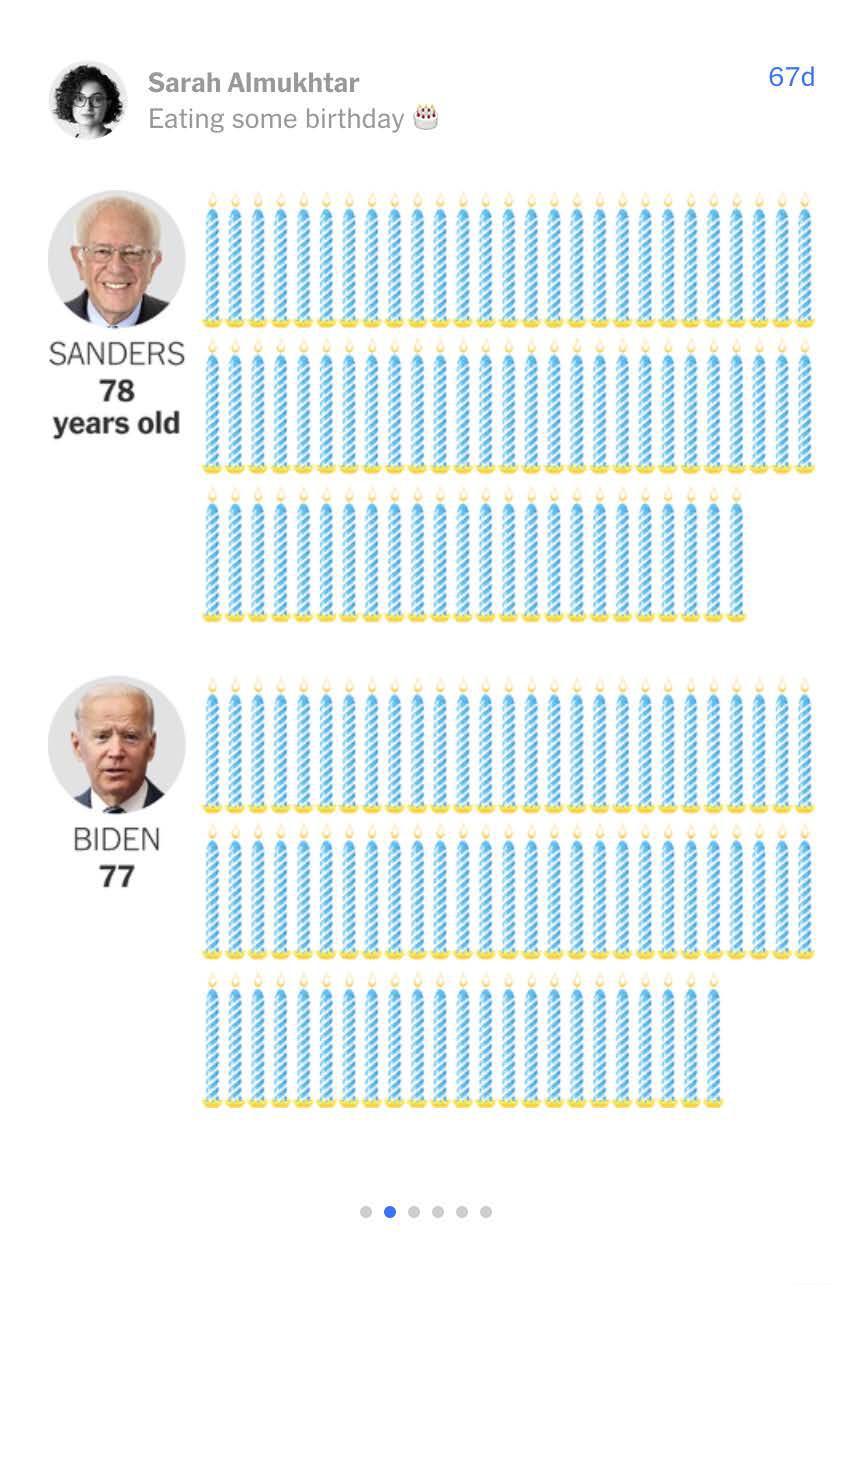 Sarah Almukhtar
67d
Eating some birthday 🎂
SANDERS
78
years old
BIDEN
77